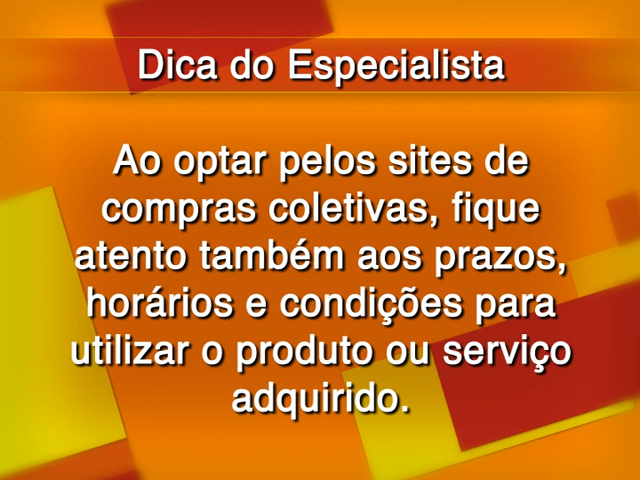 Dica do Especialista
Ao optar pelos sites de
compras coletivas, fique
atento também aos prazos,
horários e condições para
utilizar o produto ou serviço
adquirido.